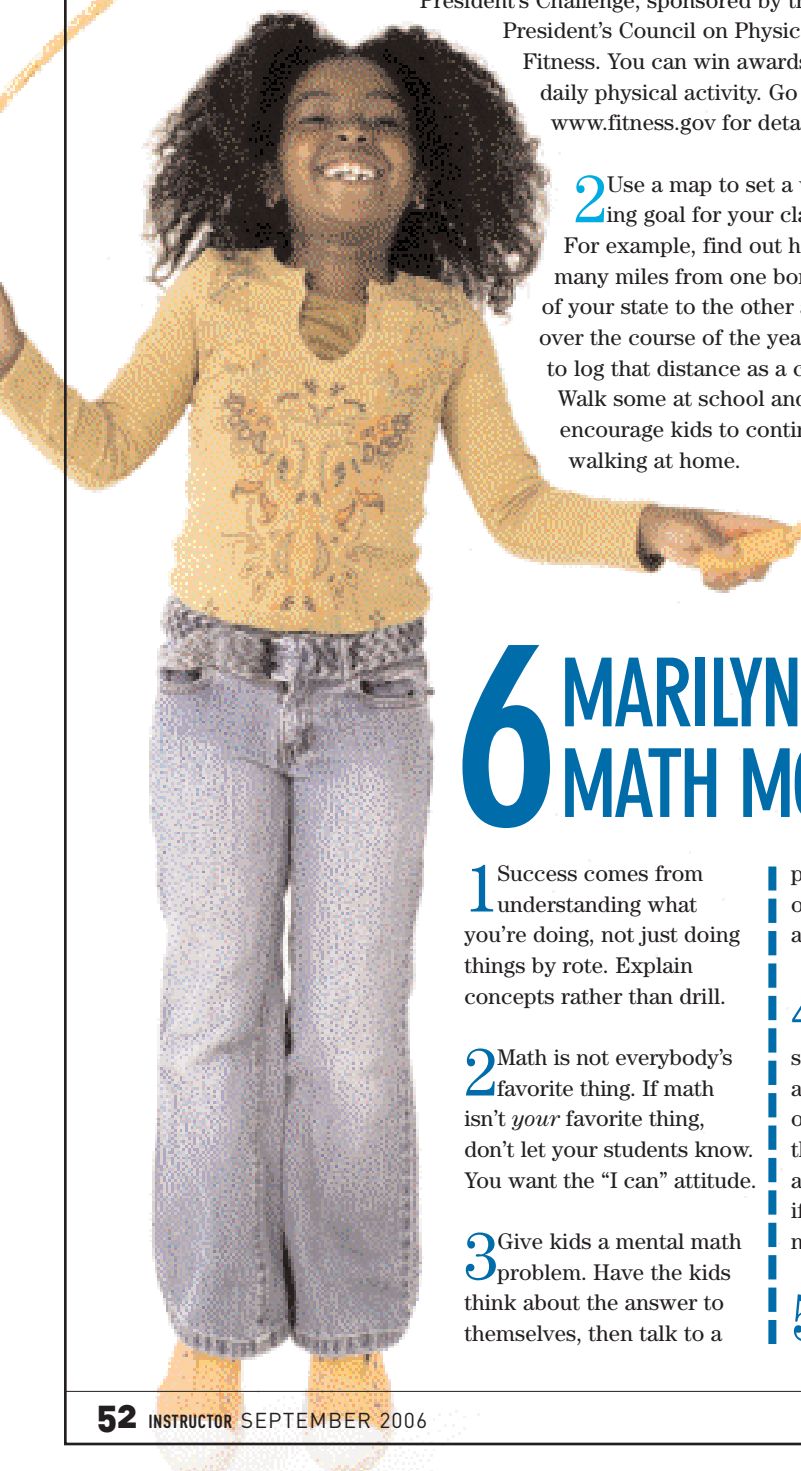 President's Challenge, sponsored by th
President's Council on Physic
Fitness. You can win awards
daily physical activity. Go
www.fitness.gov for deta
2 Use a map to set a
ing goal for your cla
For example, find out h
many miles from one bor
of your state to the other
over the course of the yea
to log that distance as a c
Walk some at school and
encourage kids to contin
walking at home.
6 MARILYN
MATH MO
1 Success comes from
understanding what
you're doing, not just doing
things by rote. Explain
concepts rather than drill.
2 Math is not everybody's
favorite thing. If math
isn't your favorite thing,
don't let your students know.
You want the “I can” attitude.
3 Give kids a mental math
problem. Have the kids
think about the answer to
themselves, then talk to a
p
o
a
4
s
a
o
th
a
if
n
5
52 INSTRUCTOR SEPTEMBER 2006